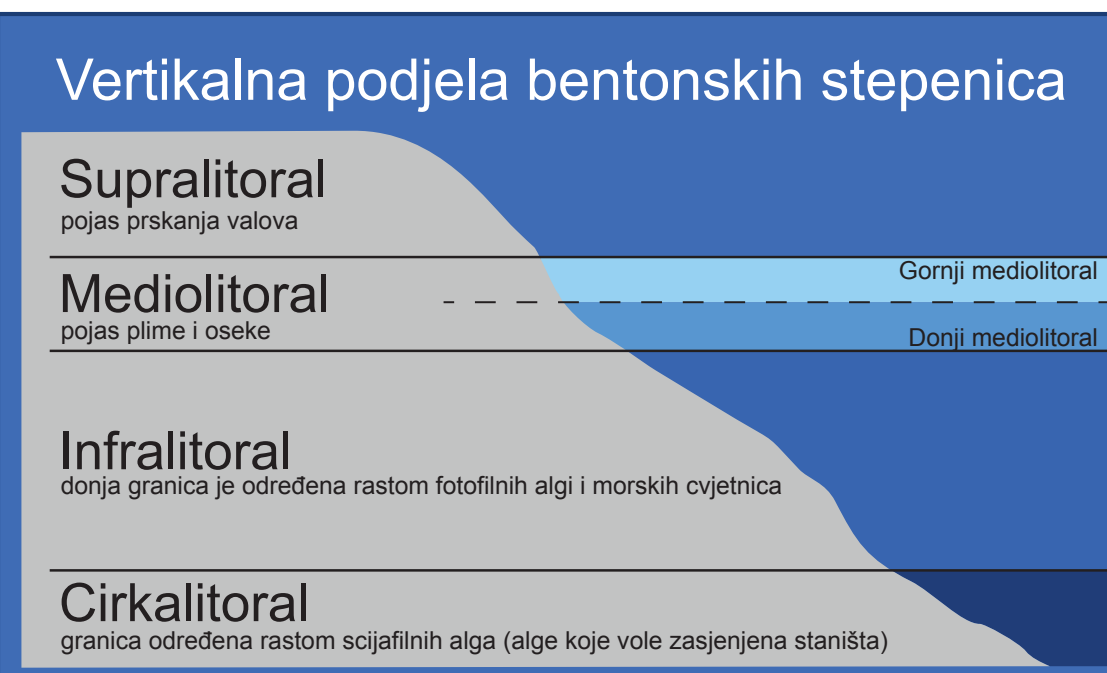 Vertikalna podjela bentonskih stepenica
Supralitoral
pojas prskanja valova
Gornji mediolitoral
Mediolitoral
pojas plime i oseke
Donji mediolitoral
Infralitoral
donja granica je određena rastom fotofilnih algi i morskih cvjetnica
Cirkalitoral
granica određena rastom scijafilnih alga (alge koje vole zasjenjena staništa)